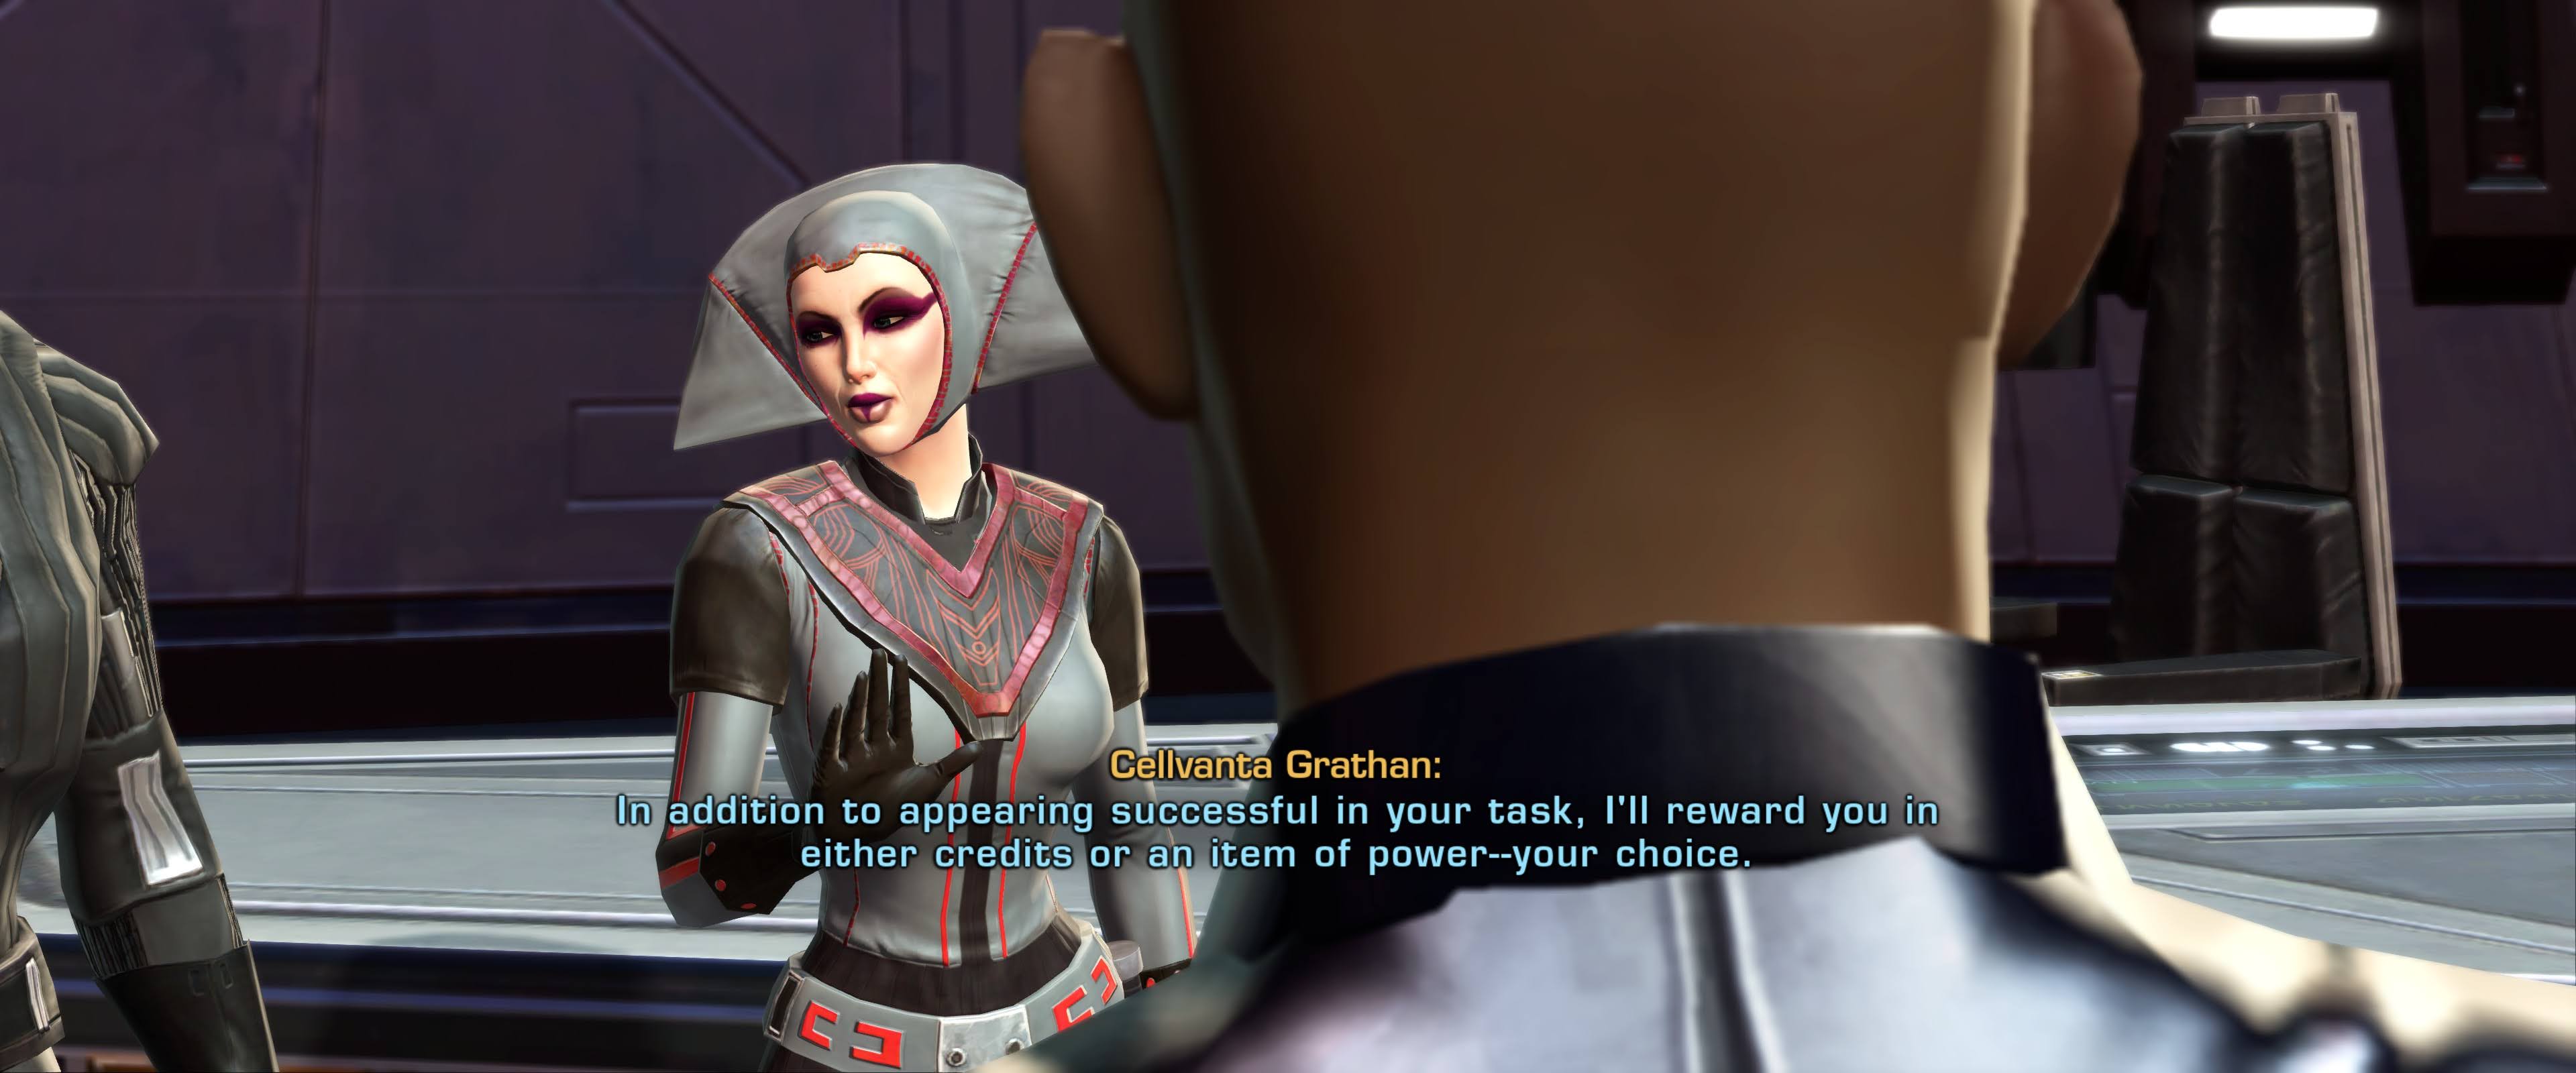 Cellvanta Grathan:
In addition to appearing successful in your task, I'll reward you in
either credits or an item of power--your choice.